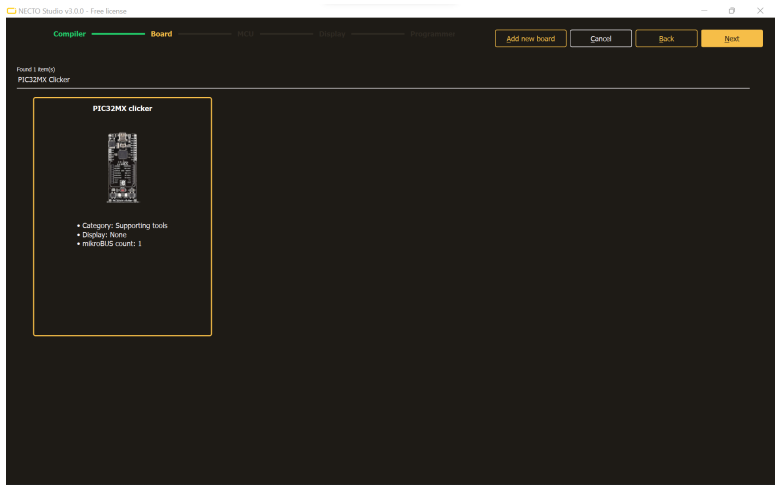 NECTO Studio v3.0.0 - Free license
Compiler Board MCU Display Programmer
Add new board Cancel Back Next
Found 1 item(s)
PIC32MX Clicker
PIC32MX clicker
• Category: Supporting tools
• Display: None
• mikroBUS count: 1